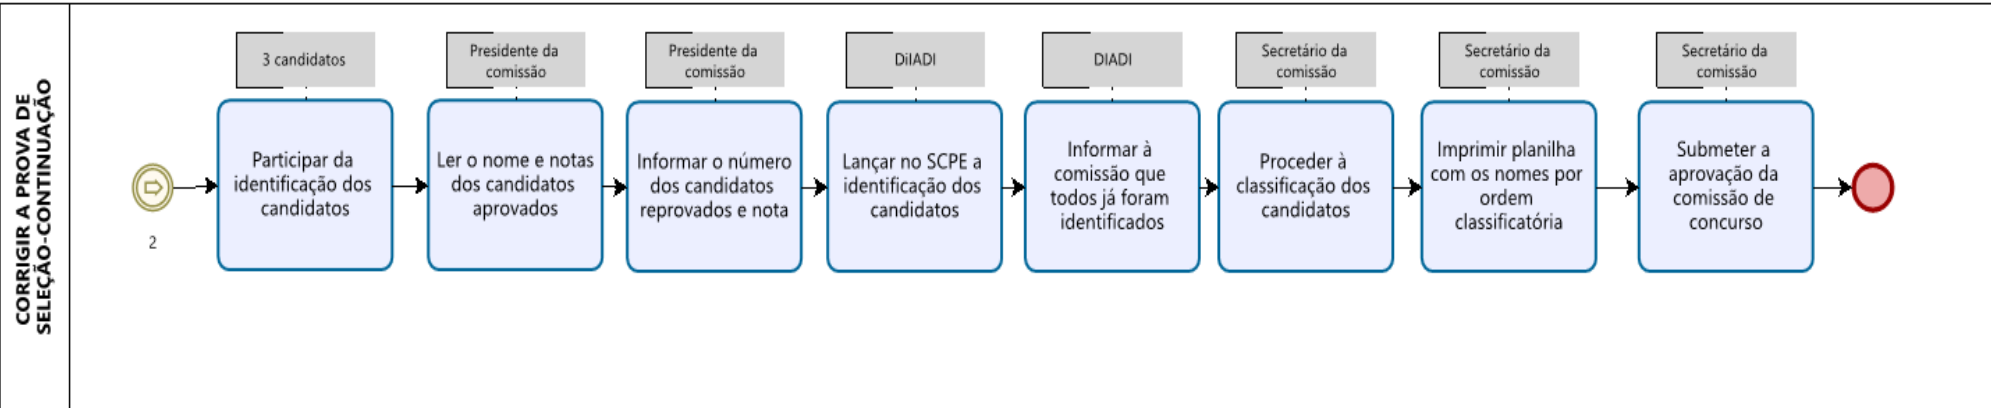 CORRIGIR A PROVA DE
SELEÇÃO-CONTINUAÇÃO
2
3 candidatos
Participar da
identificação dos
candidatos
Presidente da
comissão
Ler o nome e notas
dos candidatos
aprovados
Presidente da
comissão
Informar o número
dos candidatos
reprovados e nota
DiIADI
Lançar no SCPE a
identificação dos
candidatos
DIADI
Informar à
comissão que
todos já foram
identificados
Secretário da
comissão
Proceder à
classificação dos
candidatos
Secretário da
comissão
Imprimir planilha
com os nomes por
ordem
classificatória
Secretário da
comissão
Submeter a
aprovação da
comissão de
concurso